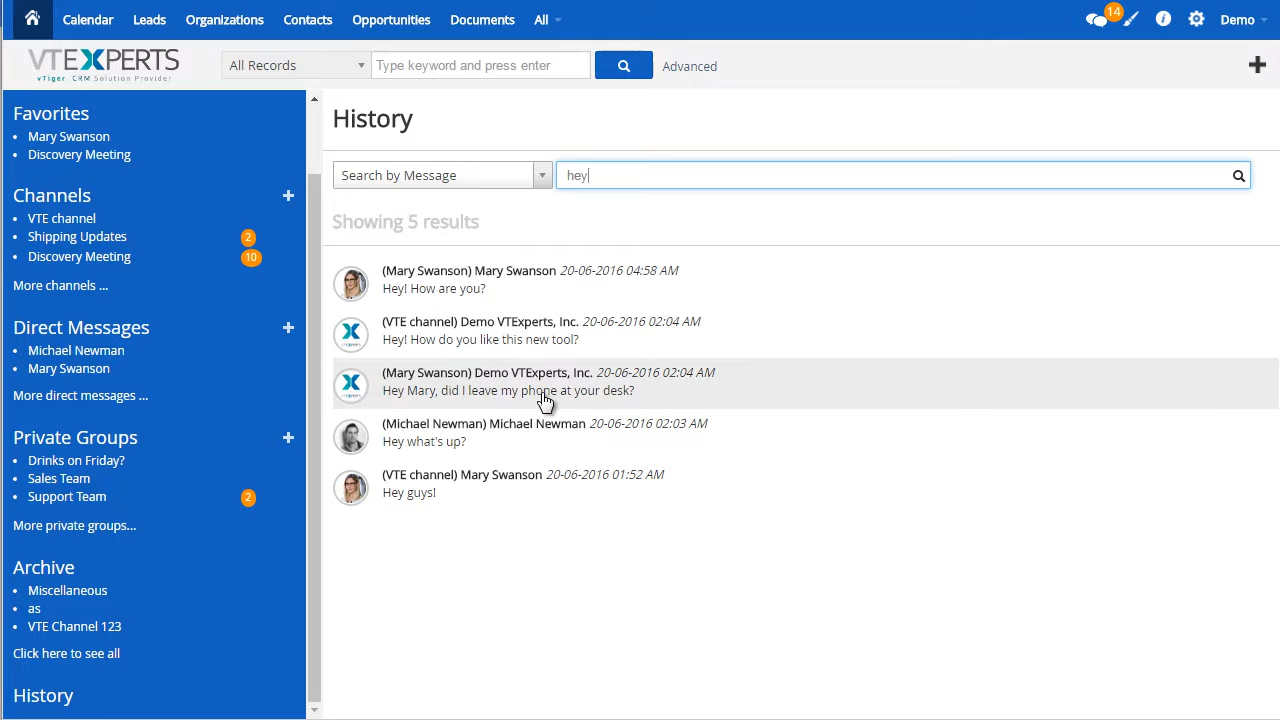 Calendar Leads Organizations Contacts Opportunities Documents All 14 Demo
VTEXPERTS
vTiger CRM Solution Provider
All Records Type keyword and press enter Advanced
Favorites
Mary Swanson
Discovery Meeting
Channels
VTE channel
Shipping Updates 2
Discovery Meeting 10
More channels ...
Direct Messages
Michael Newman
Mary Swanson
More direct messages ...
Private Groups
Drinks on Friday?
Sales Team
Support Team 2
More private groups...
Archive
Miscellaneous
as
VTE Channel 123
Click here to see all
History
History
Search by Message hey
Showing 5 results
(Mary Swanson) Mary Swanson 20-06-2016 04:58 AM
Hey! How are you?
(VTE channel) Demo VTExperts, Inc. 20-06-2016 02:04 AM
Hey! How do you like this new tool?
(Mary Swanson) Demo VTExperts, Inc. 20-06-2016 02:04 AM
Hey Mary, did I leave my phone at your desk?
(Michael Newman) Michael Newman 20-06-2016 02:03 AM
Hey what's up?
(VTE channel) Mary Swanson 20-06-2016 01:52 AM
Hey guys!